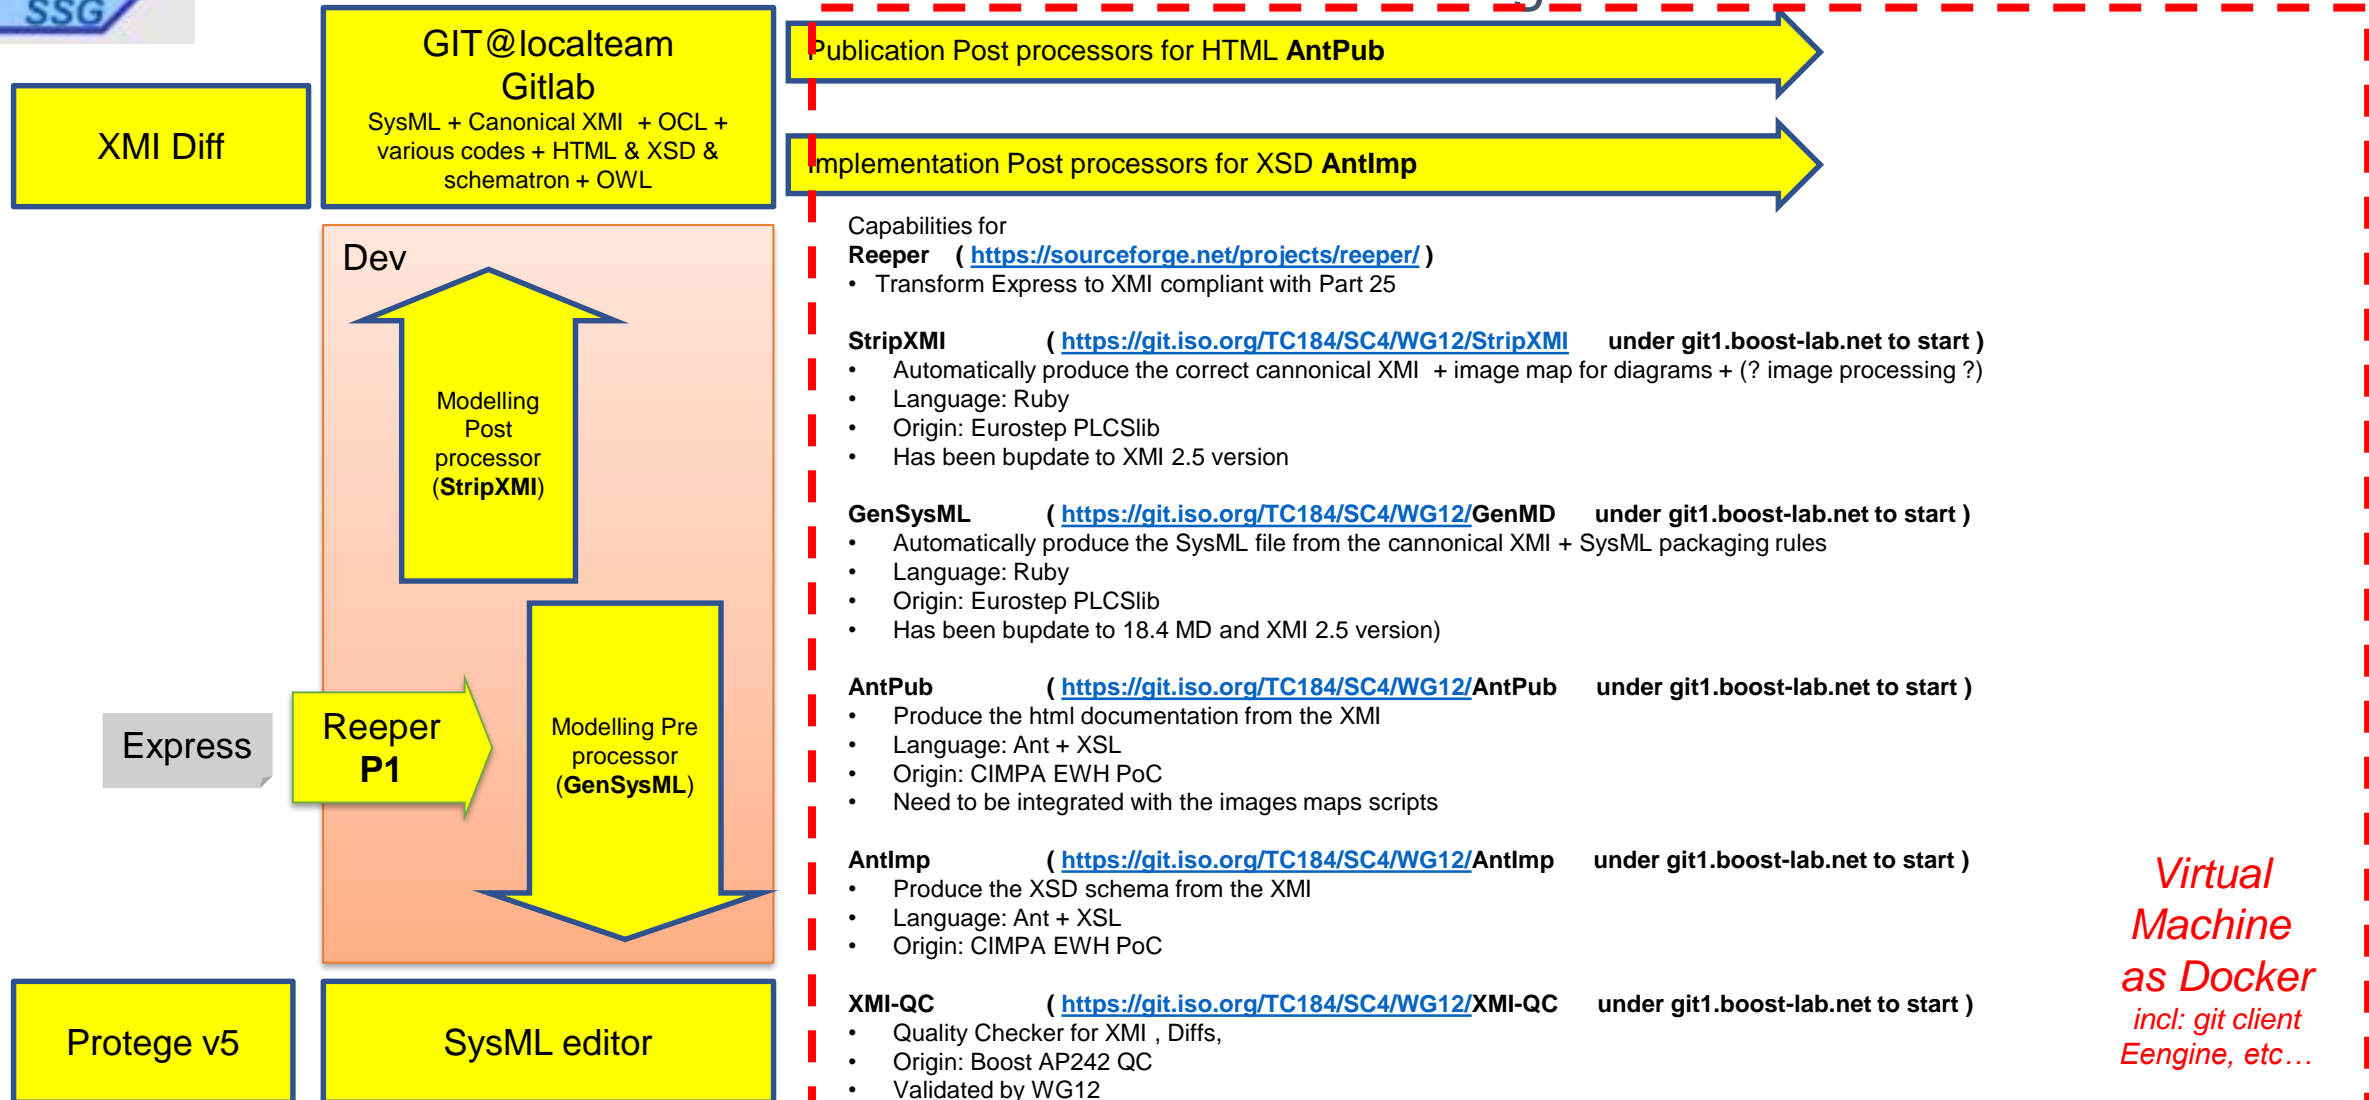 SSG
GIT@localteam
Gitlab
SysML + Canonical XMI + OCL +
various codes + HTML & XSD &
schematron + OWL
XMI Diff
Publication Post processors for HTML AntPub
Implementation Post processors for XSD AntImp
Dev
Modelling
Post
processor
(StripXMI)
Express
Reeper
P1
Modelling Pre
processor
(GenSysML)
Protege v5
SysML editor
Capabilities for
Reeper ( https://sourceforge.net/projects/reeper/ )
• Transform Express to XMI compliant with Part 25
StripXMI ( https://git.iso.org/TC184/SC4/WG12/StripXMI under git1.boost-lab.net to start )
• Automatically produce the correct cannonical XMI + image map for diagrams + (? image processing ?)
• Language: Ruby
• Origin: Eurostep PLCSlib
• Has been bupdate to XMI 2.5 version
GenSysML ( https://git.iso.org/TC184/SC4/WG12/GenMD under git1.boost-lab.net to start )
• Automatically produce the SysML file from the cannonical XMI + SysML packaging rules
• Language: Ruby
• Origin: Eurostep PLCSlib
• Has been bupdate to 18.4 MD and XMI 2.5 version)
AntPub ( https://git.iso.org/TC184/SC4/WG12/AntPub under git1.boost-lab.net to start )
• Produce the html documentation from the XMI
• Language: Ant + XSL
• Origin: CIMPA EWH PoC
• Need to be integrated with the images maps scripts
AntImp ( https://git.iso.org/TC184/SC4/WG12/AntImp under git1.boost-lab.net to start )
• Produce the XSD schema from the XMI
• Language: Ant + XSL
• Origin: CIMPA EWH PoC
XMI-QC ( https://git.iso.org/TC184/SC4/WG12/XMI-QC under git1.boost-lab.net to start )
• Quality Checker for XMI , Diffs,
• Origin: Boost AP242 QC
• Validated by WG12
Virtual
Machine
as Docker
incl: git client
Eengine, etc…